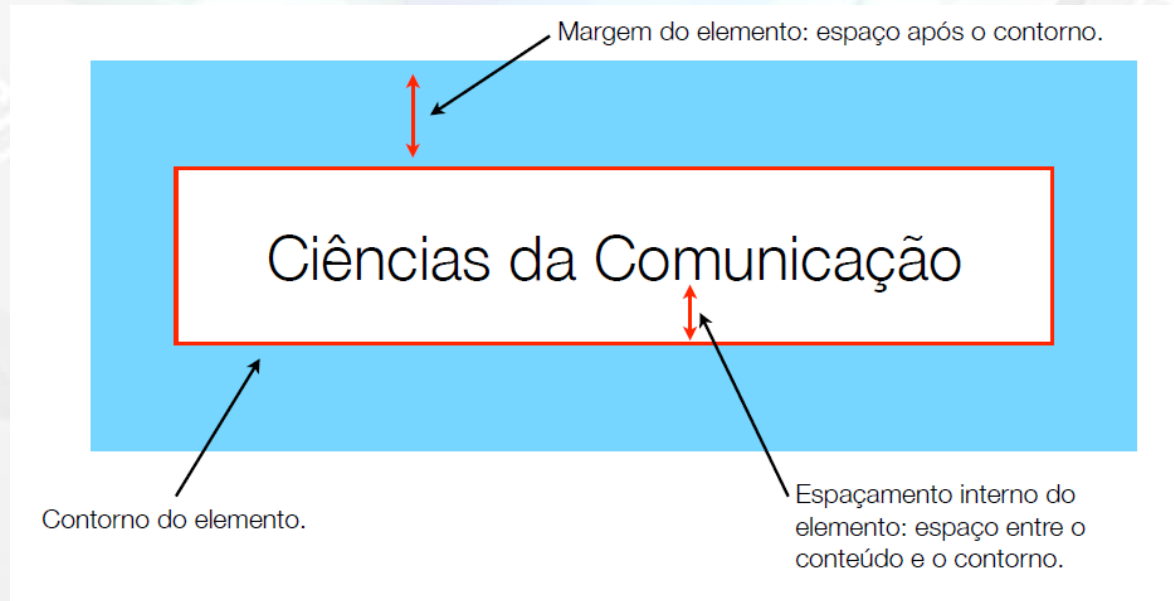 Margem do elemento: espaço após o contorno.
Ciências da Comunicação
Contorno do elemento.
Espaçamento interno do
elemento: espaço entre o
conteúdo e o contorno.